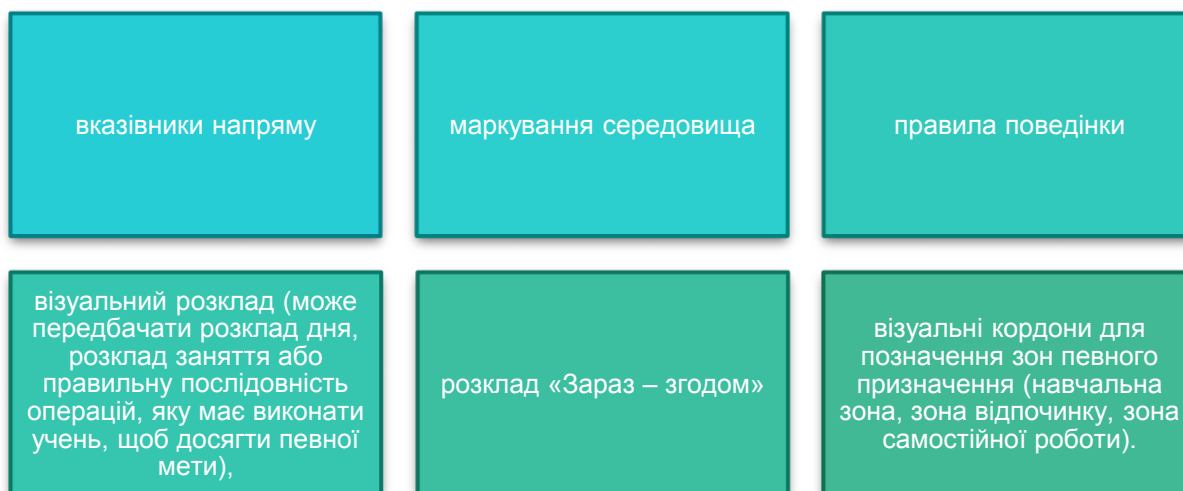 вказівники напряму
маркування середовища
правила поведінки
візуальний розклад (може
передбачати розклад дня,
розклад заняття або
правильну послідовність
операцій, яку має виконати
учень, щоб досягти певної
мети),
розклад «Зараз – згодом»
візуальні кордони для
позначення зон певного
призначення (навчальна
зона, зона відпочинку, зона
самостійної роботи).